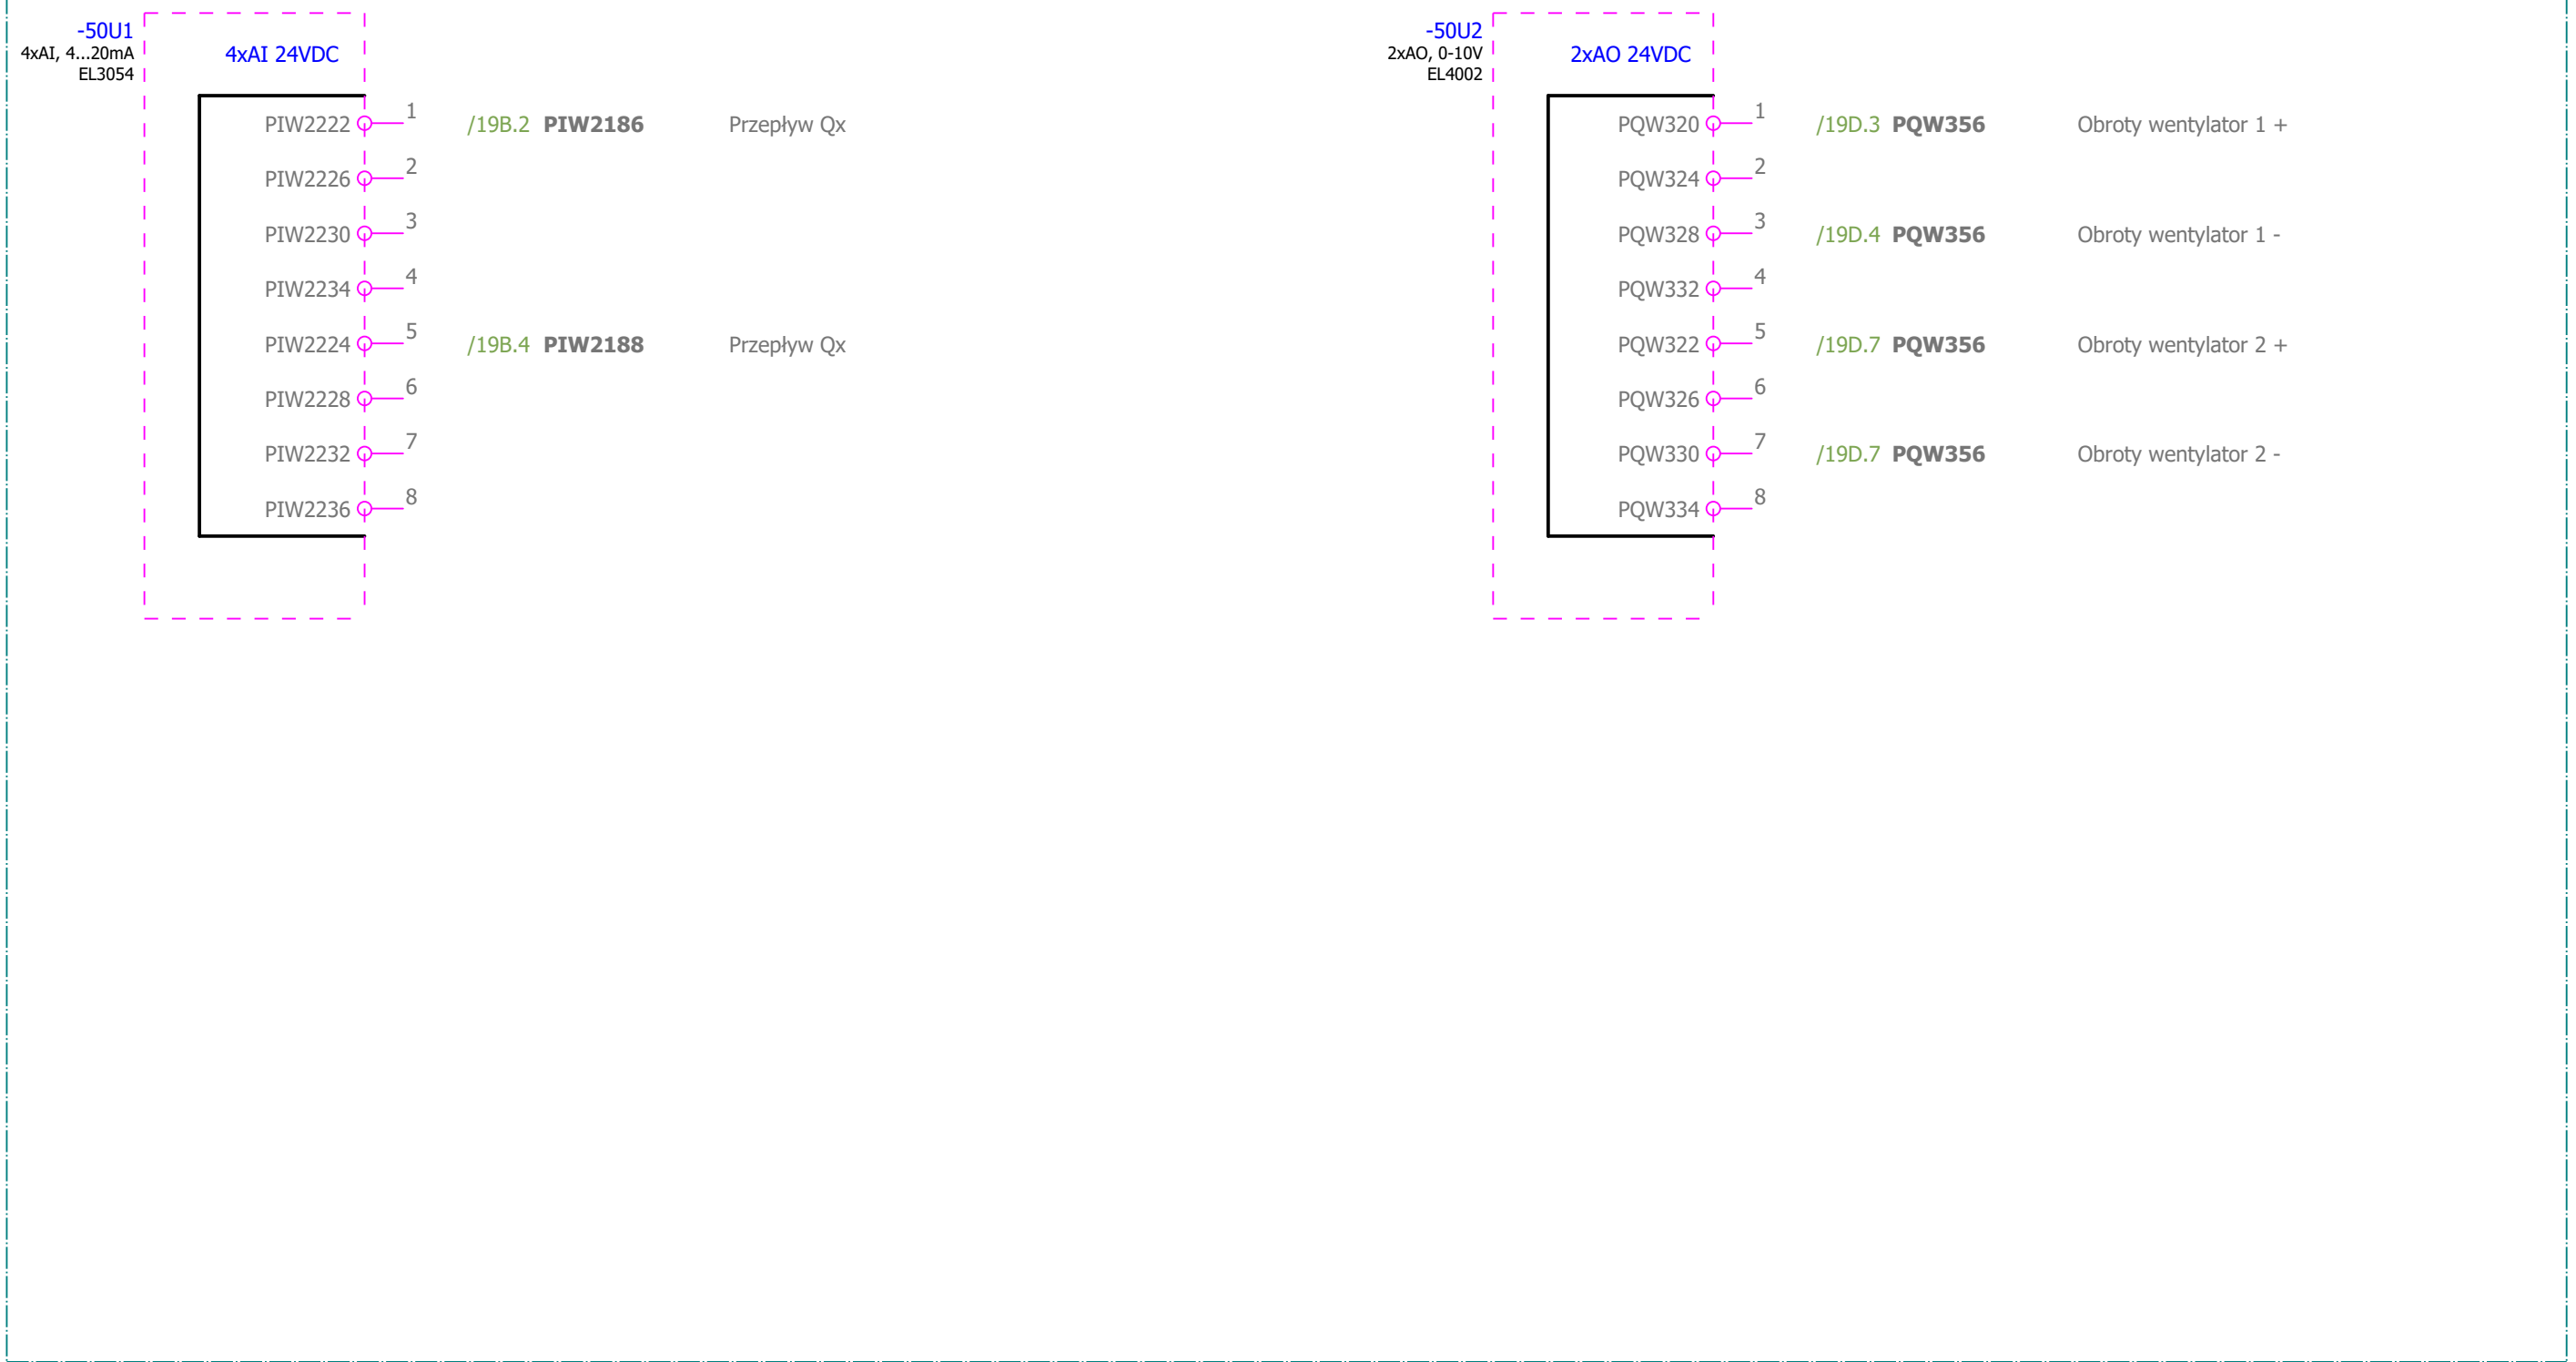 -50U1
4xAI, 4...20mA
EL3054
4xAI 24VDC
PIW2222 1 /19B.2 PIW2186 Przepływ Qx
PIW2226 2
PIW2230 3
PIW2234 4
PIW2224 5 /19B.4 PIW2188 Przepływ Qx
PIW2228 6
PIW2232 7
PIW2236 8
-50U2
2xAO, 0-10V
EL4002
2xAO 24VDC
PQW320 1 /19D.3 PQW356 Obroty wentylator 1 +
PQW324 2
PQW328 3 /19D.4 PQW356 Obroty wentylator 1 -
PQW332 4
PQW322 5 /19D.7 PQW356 Obroty wentylator 2 +
PQW326 6
PQW330 7 /19D.7 PQW356 Obroty wentylator 2 -
PQW334 8